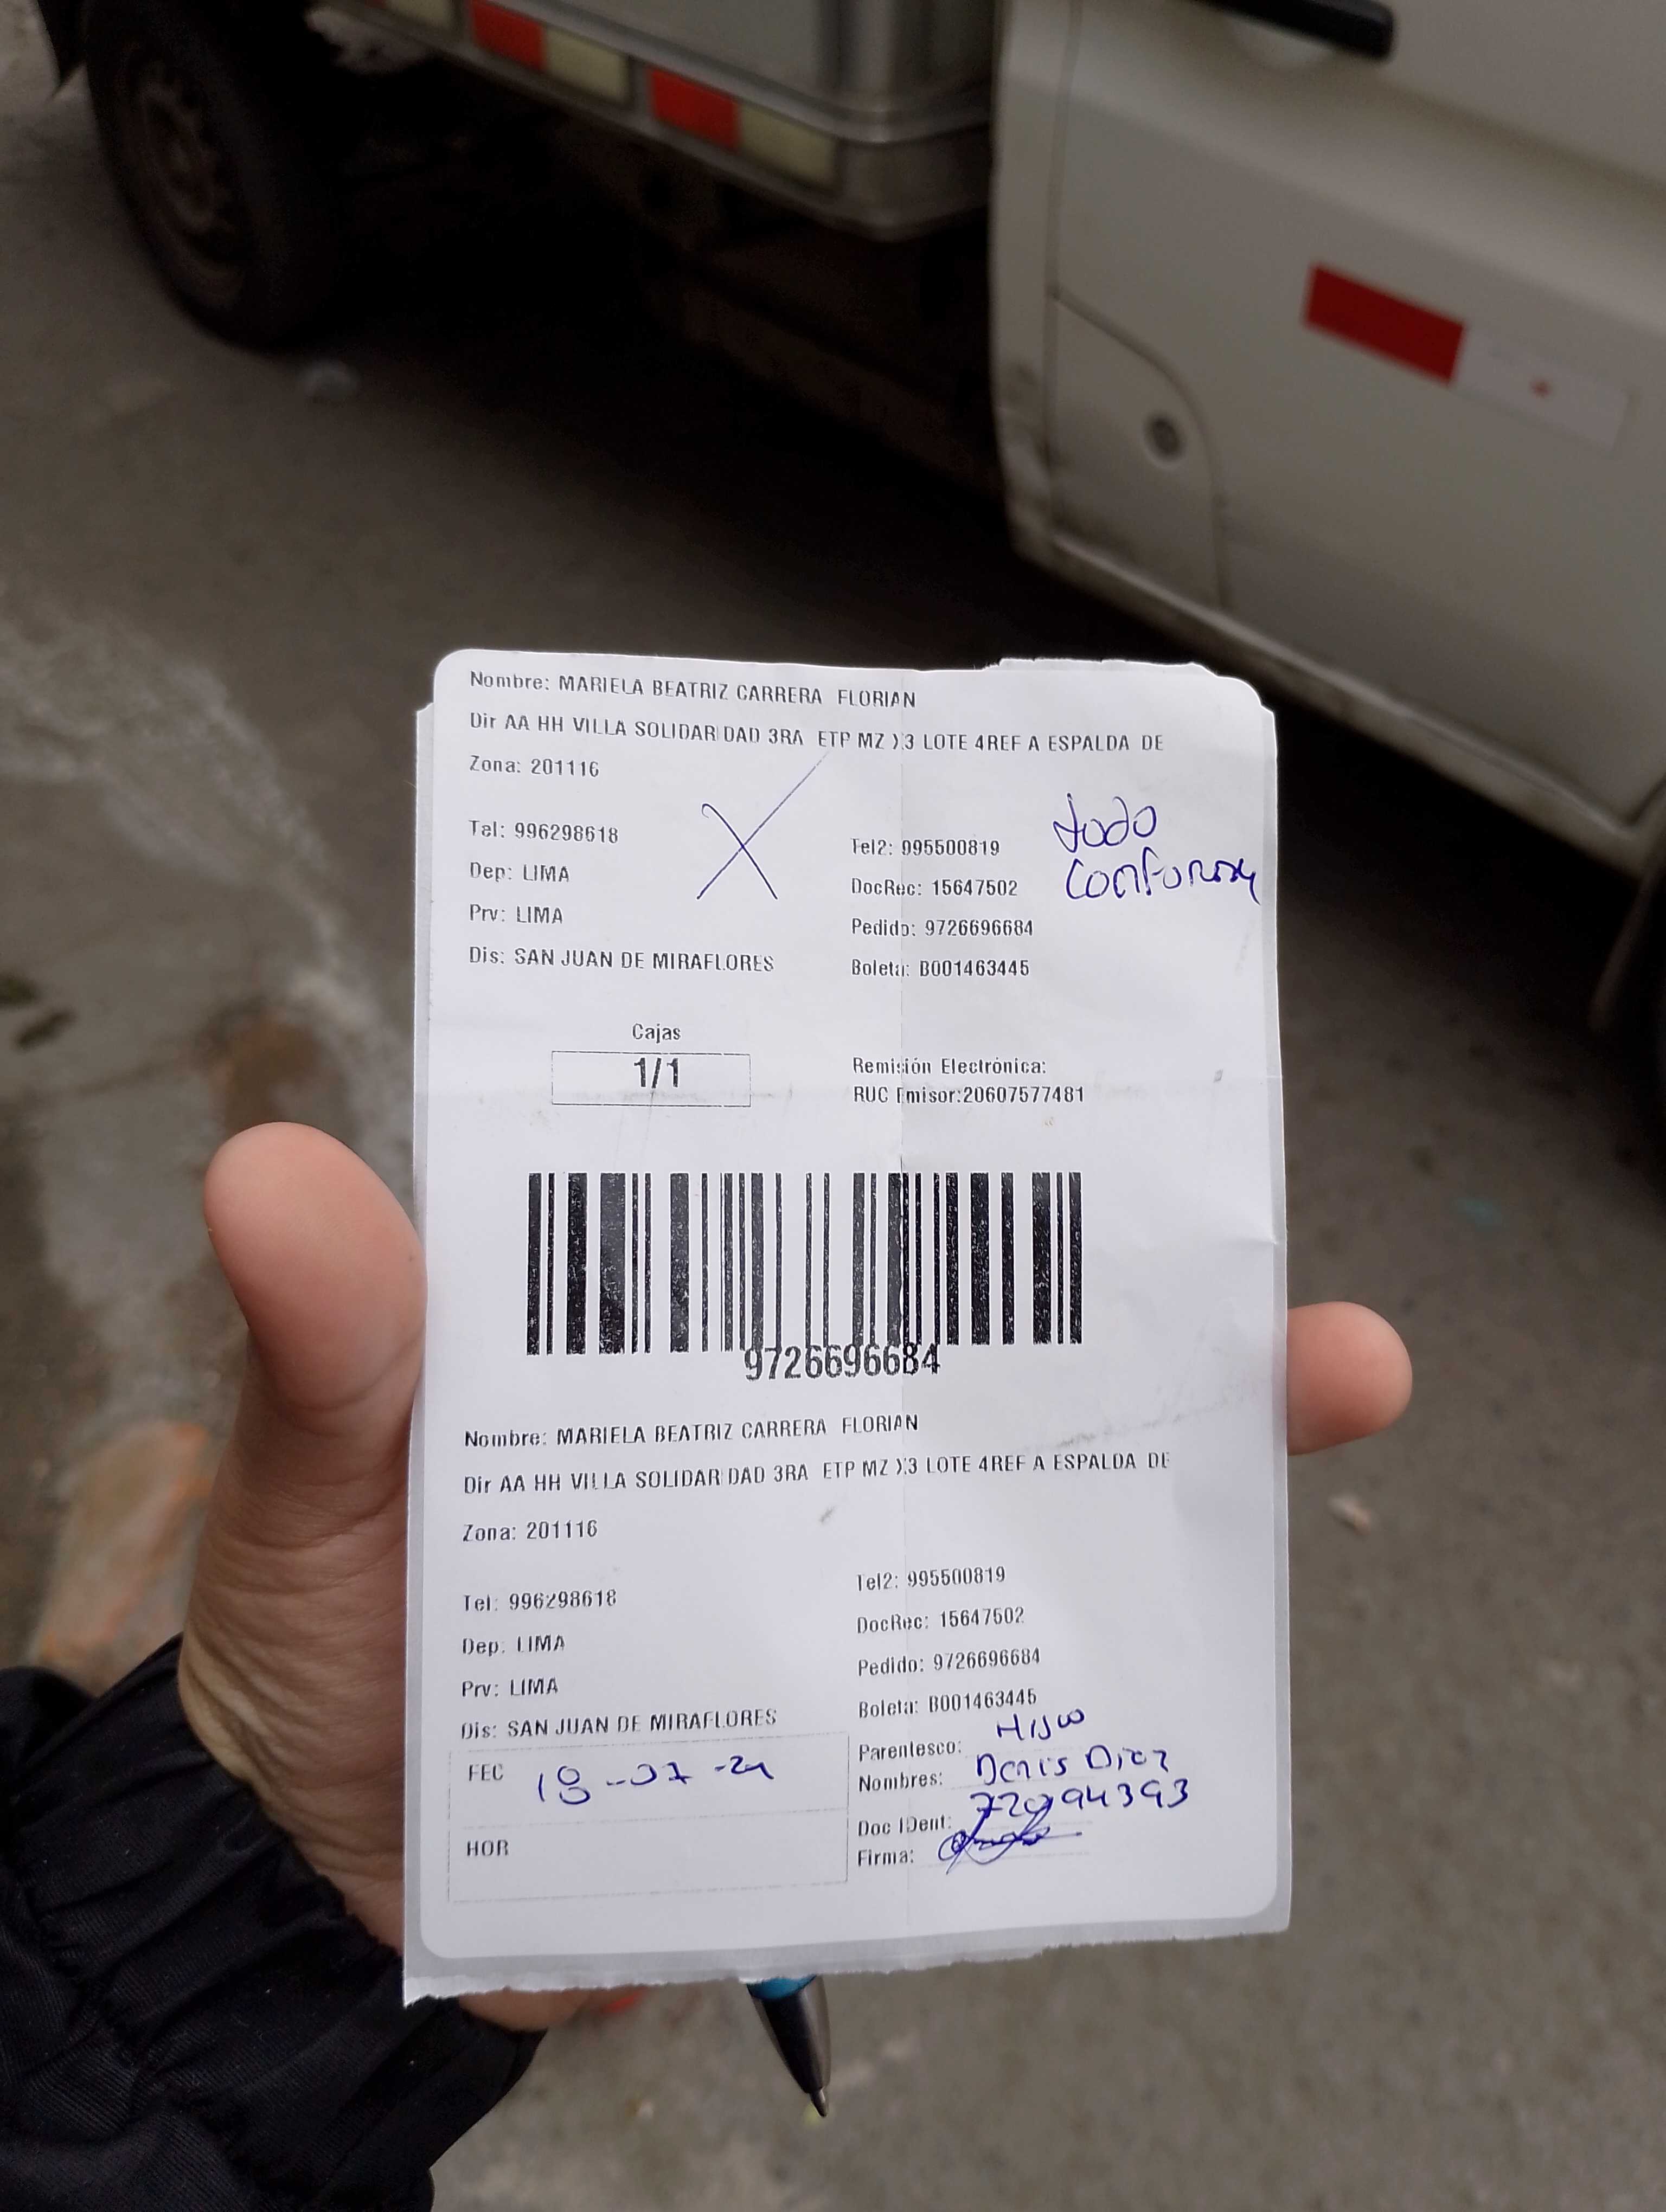 Nombre: MARIELA BEATRIZ CARRERA FLORIAN
Dir AA HH VILLA SOLIDARIDAD 3RA ETP MZ X3 LOTE 4REF A ESPALDA DE
Zona: 201116
Tel: 996298618
Dep: LIMA
Prv: LIMA
Dis: SAN JUAN DE MIRAFLORES
Tel2: 995500819
DocRec: 15647502
Pedido: 9726696684
Boleta: B001463445
todo
Conforme
Cajas
1/1
Remisión Electrónica:
RUC Emisor:20607577481
9726696684
Nombre: MARIELA BEATRIZ CARRERA FLORIAN
Dir AA HH VILLA SOLIDARIDAD 3RA ETP MZ X3 LOTE 4REF A ESPALDA DE
Zona: 201116
Tel: 996298618
Dep: LIMA
Prv: LIMA
Dis: SAN JUAN DE MIRAFLORES
Tel2: 995500819
DocRec: 15647502
Pedido: 9726696684
Boleta: B001463445
FEC 18-07-24
HOR
Parentesco: Hijo
Nombres: Denis Diaz
Doc IDent:
Firma: